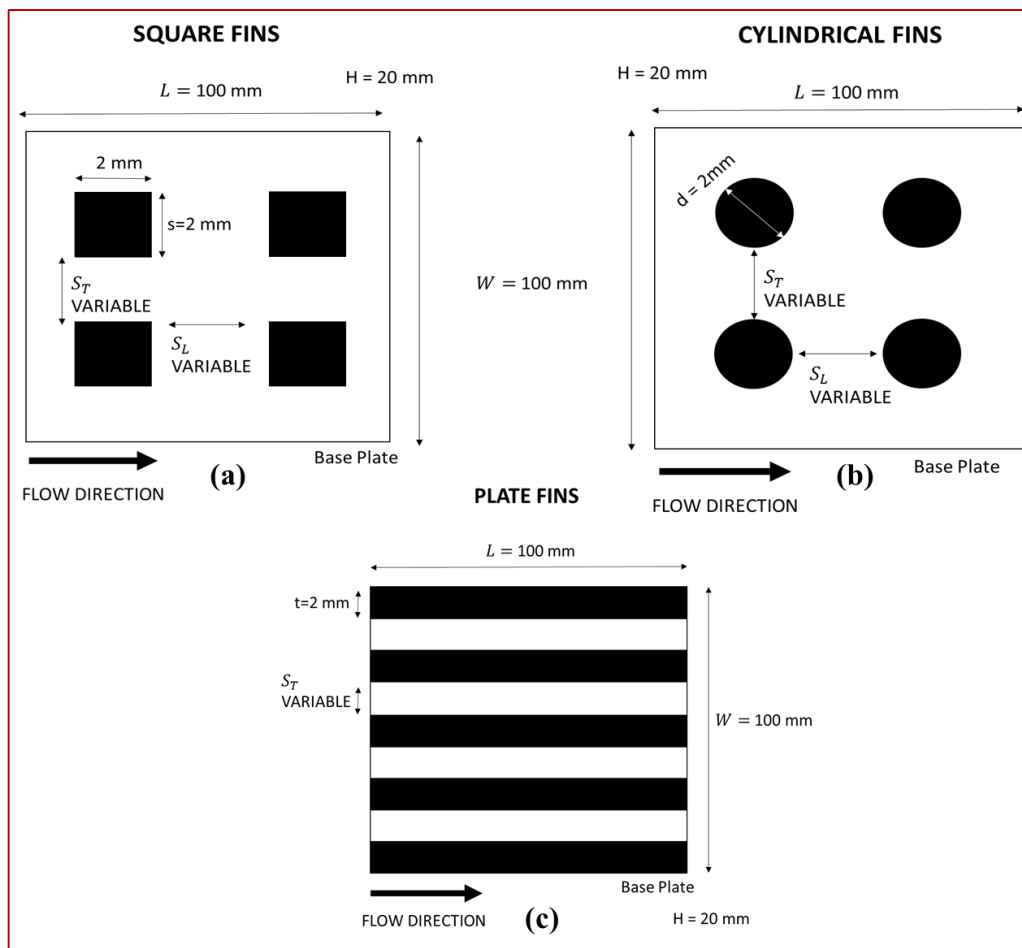 SQUARE FINS
H = 20 mm
L = 100 mm
2 mm
s=2 mm
S_T
VARIABLE
S_L
VARIABLE
W = 100 mm
Base Plate
FLOW DIRECTION
(a)
CYLINDRICAL FINS
H = 20 mm
L = 100 mm
d = 2mm
S_T
VARIABLE
S_L
VARIABLE
Base Plate
FLOW DIRECTION
(b)
PLATE FINS
L = 100 mm
t=2 mm
S_T
VARIABLE
W = 100 mm
Base Plate
FLOW DIRECTION
(c)
H = 20 mm